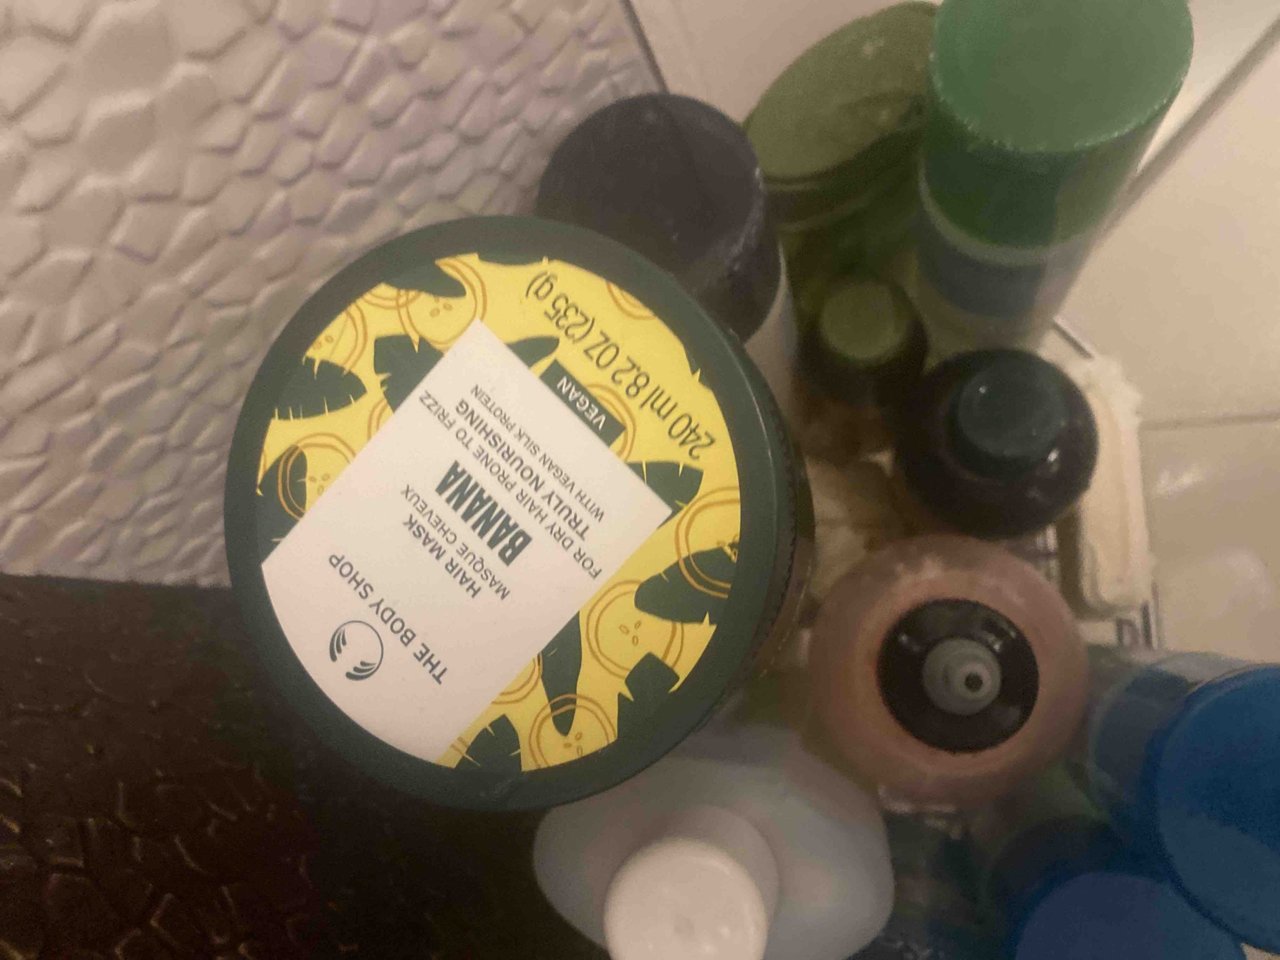 THE BODY SHOP
HAIR MASK
MASQUE CHEVEUX
BANANA
FOR DRY HAIR PRONE TO FRIZZ
TRULY NOURISHING
WITH VEGAN SILK PROTEIN
VEGAN
240 ml 8.2 OZ (235 g)